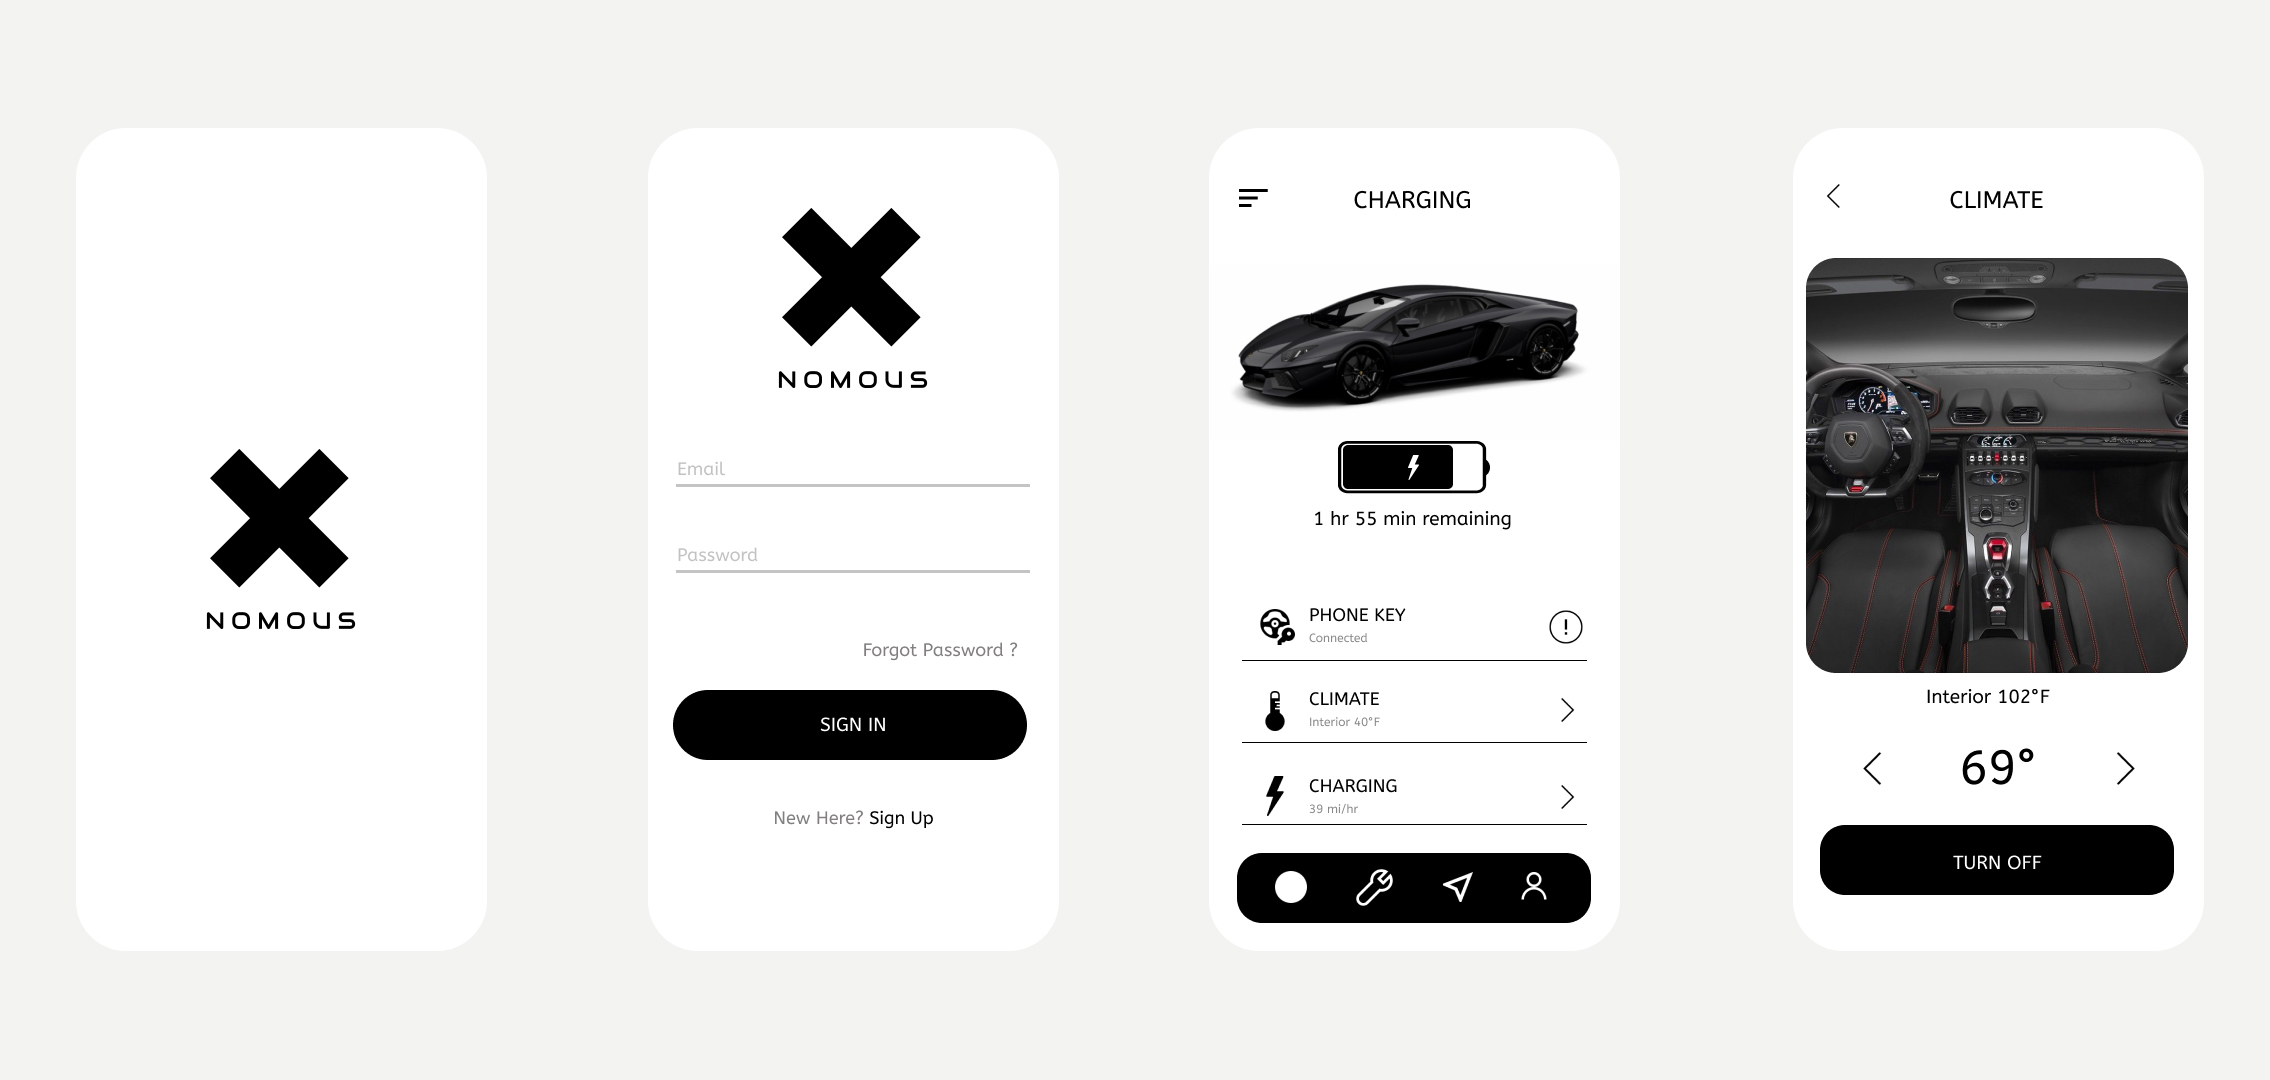 NOMOUS
NOMOUS
Email
Password
Forgot Password ?
SIGN IN
New Here? Sign Up
CHARGING
1 hr 55 min remaining
PHONE KEY
Connected
CLIMATE
Interior 40°F
CHARGING
39 mi/hr
CLIMATE
Interior 102°F
69°
TURN OFF